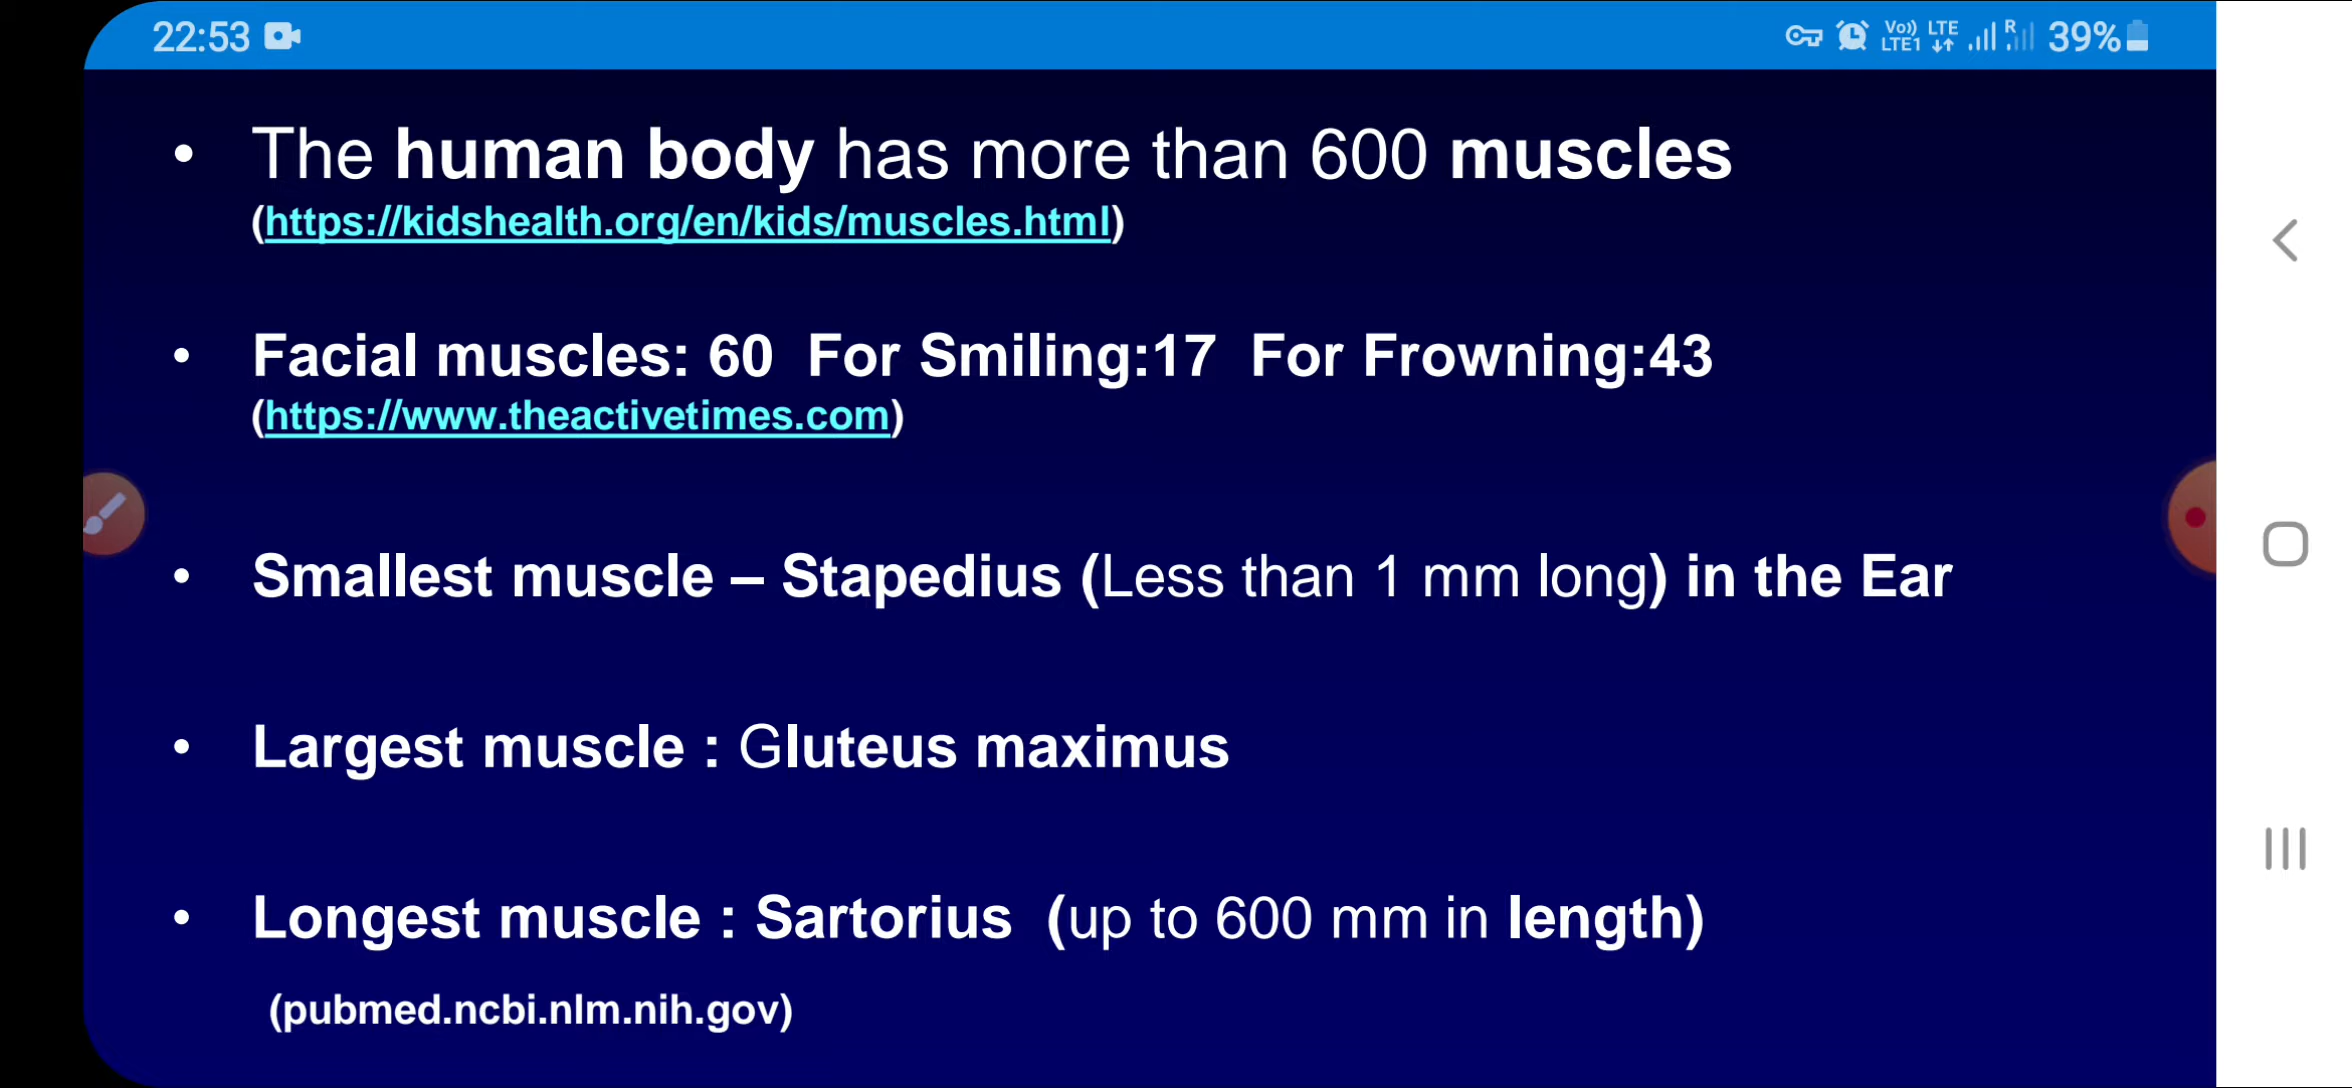 22:53 Vo)) LTE1 LTE R 39%
• The human body has more than 600 muscles
(https://kidshealth.org/en/kids/muscles.html)
• Facial muscles: 60 For Smiling:17 For Frowning:43
(https://www.theactivetimes.com)
• Smallest muscle – Stapedius (Less than 1 mm long) in the Ear
• Largest muscle : Gluteus maximus
• Longest muscle : Sartorius (up to 600 mm in length)
(pubmed.ncbi.nlm.nih.gov)